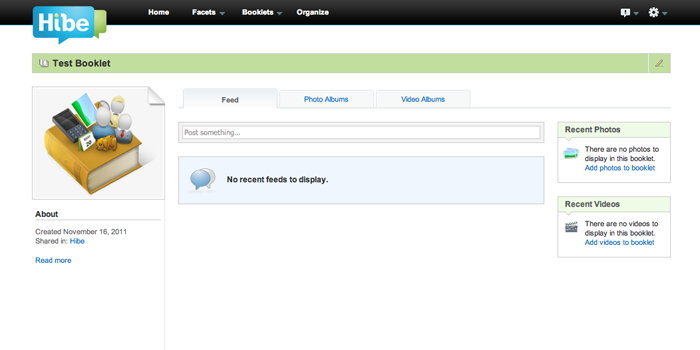 Hibe
Home Facets Booklets Organize
Test Booklet
Feed Photo Albums Video Albums
Post something...
No recent feeds to display.
About
Created November 16, 2011
Shared in: Hibe
Read more
Recent Photos
There are no photos to
display in this booklet.
Add photos to booklet
Recent Videos
There are no videos to
display in this booklet.
Add videos to booklet